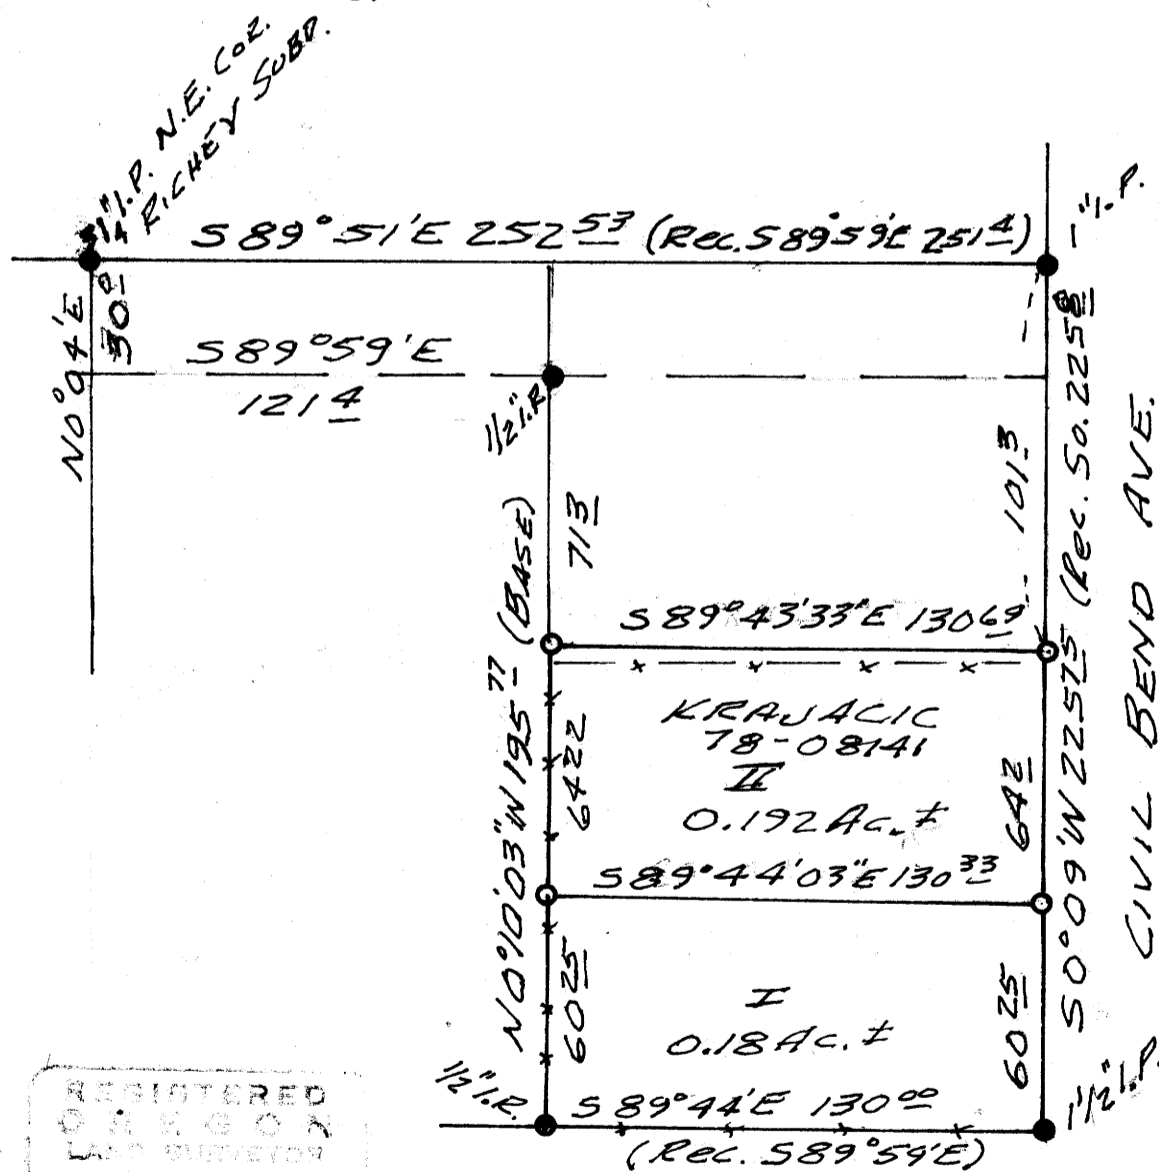 1/4" I.P. N.E. COR.
RICHEY SUBD.
S 89° 51' E 252 53 (Rec. S 89° 59' E 251 4)
1" I.P.
N 0° 04' E
30 0
S 89° 59' E
121 4
1/2" I.R.
71 3
101 3
N 0° 10' 03" W 195 77 (BASE)
S 0° 09' W 225 75 (Rec. So. 225 8)
CIVIL BEND AVE.
S 89° 43' 33" E 130 69
KRAJACIC
78-08141
II
0.192 Ac. ±
64 22
64 2
S 89° 44' 03" E 130 33
I
0.18 Ac. ±
60 25
60 25
1/2" I.R.
S 89° 44' E 130 00
1 1/2" I.P.
(Rec. S 89° 59' E)
REGISTERED
OREGON
LAND SURVEYOR